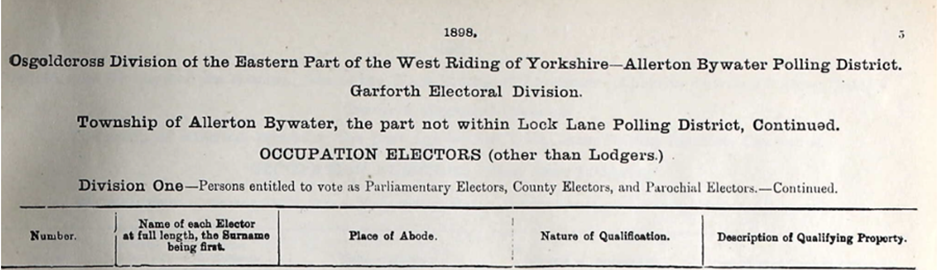 1898.
5
Osgoldcross Division of the Eastern Part of the West Riding of Yorkshire—Allerton Bywater Polling District.
Garforth Electoral Division.
Township of Allerton Bywater, the part not within Lock Lane Polling District, Continued.
OCCUPATION ELECTORS (other than Lodgers.)
Division One—Persons entitled to vote as Parliamentary Electors, County Electors, and Parochial Electors.—Continued.
Number.
Name of each Elector
at full length, the Surname
being first.
Place of Abode.
Nature of Qualification.
Description of Qualifying Property.